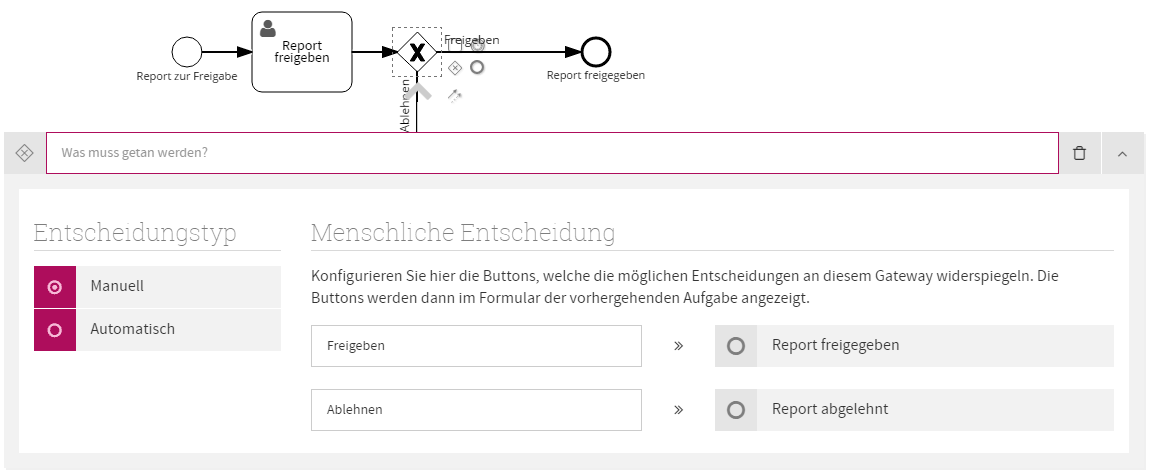 Report
freigeben
Freigeben
Report zur Freigabe
Report freigegeben
Ablehnen
Was muss getan werden?
Entscheidungstyp
Manuell
Automatisch
Menschliche Entscheidung
Konfigurieren Sie hier die Buttons, welche die möglichen Entscheidungen an diesem Gateway widerspiegeln. Die
Buttons werden dann im Formular der vorhergehenden Aufgabe angezeigt.
Freigeben » Report freigegeben
Ablehnen » Report abgelehnt